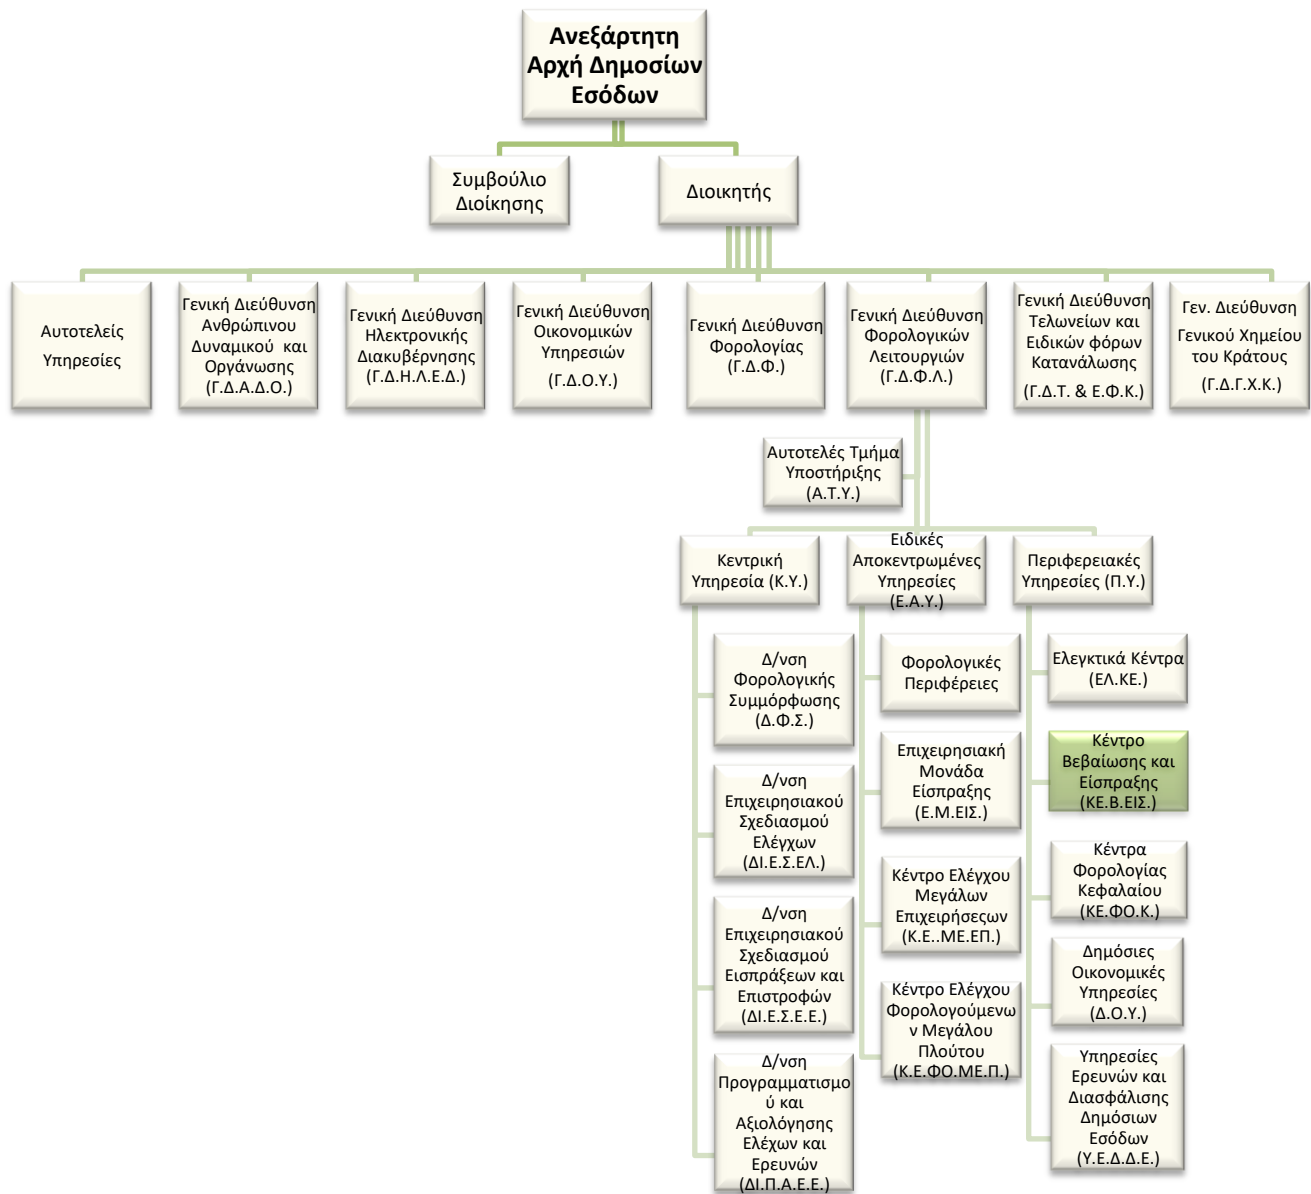 Ανεξάρτητη
Αρχή Δημοσίων
Εσόδων
Συμβούλιο
Διοίκησης
Διοικητής
Αυτοτελείς
Υπηρεσίες
Γενική Διεύθυνση
Ανθρώπινου
Δυναμικού και
Οργάνωσης
(Γ.Δ.Α.Δ.Ο.)
Γενική Διεύθυνση
Ηλεκτρονικής
Διακυβέρνησης
(Γ.Δ.Η.Λ.Ε.Δ.)
Γενική Διεύθυνση
Οικονομικών
Υπηρεσιών
(Γ.Δ.Ο.Υ.)
Γενική Διεύθυνση
Φορολογίας
(Γ.Δ.Φ.)
Γενική Διεύθυνση
Φορολογικών
Λειτουργιών
(Γ.Δ.Φ.Λ.)
Γενική Διεύθυνση
Τελωνείων και
Ειδικών φόρων
Κατανάλωσης
(Γ.Δ.Τ. & Ε.Φ.Κ.)
Γεν. Διεύθυνση
Γενικού Χημείου
του Κράτους
(Γ.Δ.Γ.Χ.Κ.)
Αυτοτελές Τμήμα
Υποστήριξης
(Α.Τ.Υ.)
Κεντρική
Υπηρεσία (Κ.Υ.)
Ειδικές
Αποκεντρωμένες
Υπηρεσίες
(Ε.Α.Υ.)
Περιφερειακές
Υπηρεσίες (Π.Υ.)
Δ/νση
Φορολογικής
Συμμόρφωσης
(Δ.Φ.Σ.)
Δ/νση
Επιχειρησιακού
Σχεδιασμού
Ελέγχων
(ΔΙ.Ε.Σ.ΕΛ.)
Δ/νση
Επιχειρησιακού
Σχεδιασμού
Εισπράξεων και
Επιστροφών
(ΔΙ.Ε.Σ.Ε.Ε.)
Δ/νση
Προγραμματισμο
ύ και
Αξιολόγησης
Ελέχων και
Ερευνών
(ΔΙ.Π.Α.Ε.Ε.)
Φορολογικές
Περιφέρειες
Επιχειρησιακή
Μονάδα
Είσπραξης
(Ε.Μ.ΕΙΣ.)
Κέντρο Ελέγχου
Μεγάλων
Επιχειρήσεςων
(Κ.Ε..ΜΕ.ΕΠ.)
Κέντρο Ελέγχου
Φορολογούμενω
ν Μεγάλου
Πλούτου
(Κ.Ε.ΦΟ.ΜΕ.Π.)
Ελεγκτικά Κέντρα
(ΕΛ.ΚΕ.)
Κέντρο
Βεβαίωσης και
Είσπραξης
(ΚΕ.Β.ΕΙΣ.)
Κέντρα
Φορολογίας
Κεφαλαίου
(ΚΕ.ΦΟ.Κ.)
Δημόσιες
Οικονομικές
Υπηρεσίες
(Δ.Ο.Υ.)
Υπηρεσίες
Ερευνών και
Διασφάλισης
Δημόσιων
Εσόδων
(Υ.Ε.Δ.Δ.Ε.)